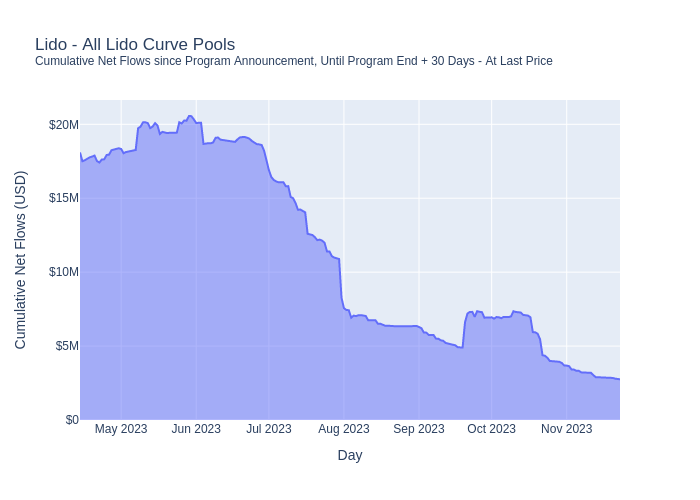 Lido - All Lido Curve Pools
Cumulative Net Flows since Program Announcement, Until Program End + 30 Days - At Last Price
Cumulative Net Flows (USD)
$20M
$15M
$10M
$5M
$0
May 2023
Jun 2023
Jul 2023
Aug 2023
Sep 2023
Oct 2023
Nov 2023
Day